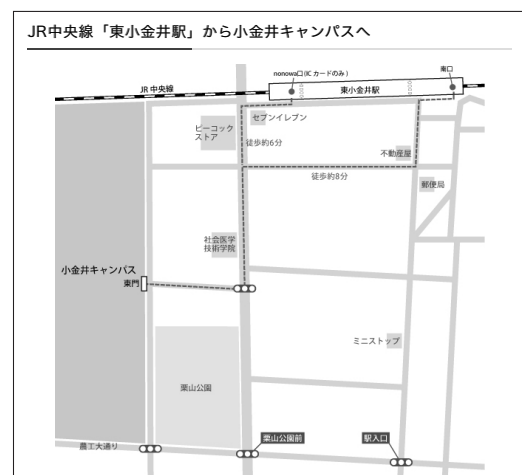 JR中央線「東小金井駅」から小金井キャンパスへ
nonowa口(ICカードのみ)
南口
JR 中央線
東小金井駅
セブンイレブン
ピーコック
ストア
徒歩約6分
不動産屋
徒歩約8分
郵便局
社会医学
技術学院
小金井キャンパス
東門
ミニストップ
栗山公園
農工大通り
栗山公園前
駅入口